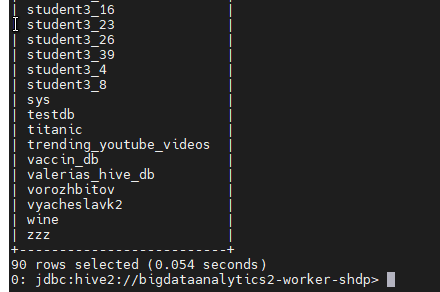 | student3_16 |
| student3_23 |
| student3_26 |
| student3_39 |
| student3_4 |
| student3_8 |
| sys |
| testdb |
| titanic |
| trending_youtube_videos |
| vaccin_db |
| valerias_hive_db |
| vorozhbitov |
| vyacheslavk2 |
| wine |
| zzz |
+---------------------------+
90 rows selected (0.054 seconds)
0: jdbc:hive2://bigdataanalytics2-worker-shdp>